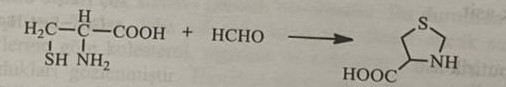 H
H₂C—C—COOH + HCHO ⟶
SH NH₂
S
NH
HOOC